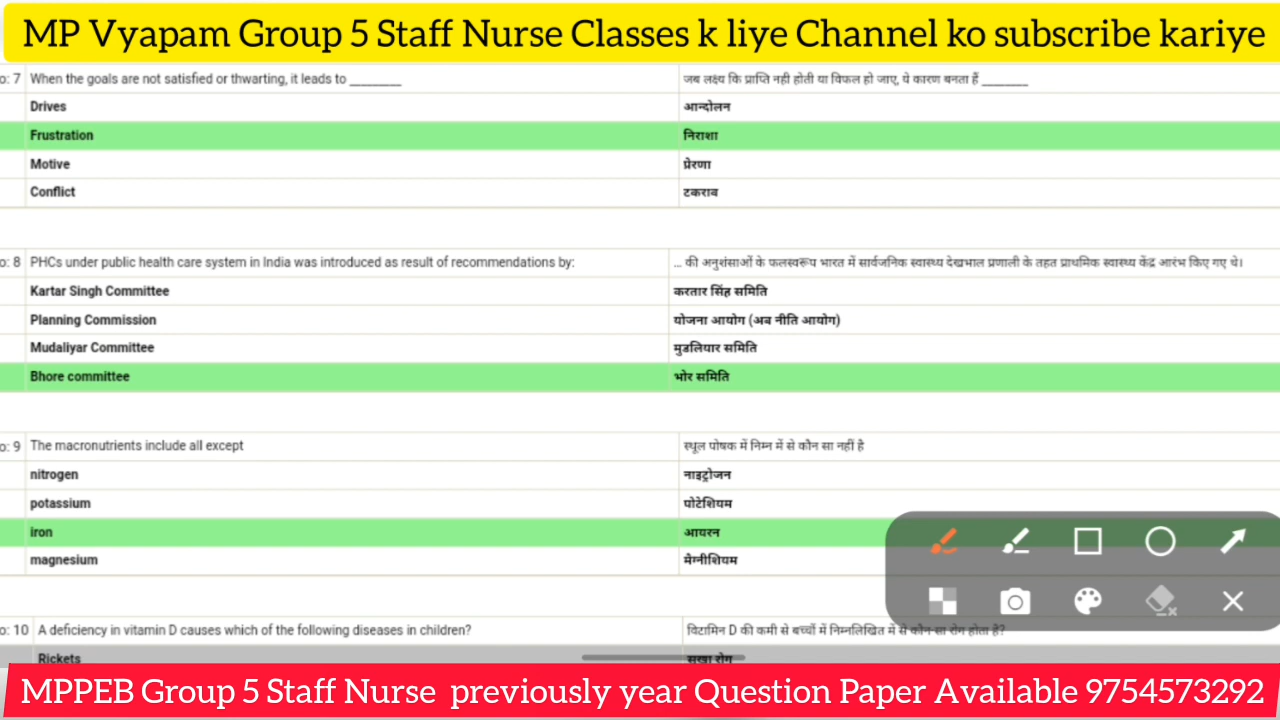 MP Vyapam Group 5 Staff Nurse Classes k liye Channel ko subscribe kariye
o: 7 When the goals are not satisfied or thwarting, it leads to ________ जब लक्ष्य कि प्राप्ति नही होती या विफल हो जाए, ये कारण बनता हैं _______
Drives आन्दोलन
Frustration निराशा
Motive प्रेरणा
Conflict टकराव
o: 8 PHCs under public health care system in India was introduced as result of recommendations by: ... की अनुशंसाओं के फलस्वरूप भारत में सार्वजनिक स्वास्थ्य देखभाल प्रणाली के तहत प्राथमिक स्वास्थ्य केंद्र आरंभ किए गए थे।
Kartar Singh Committee करतार सिंह समिति
Planning Commission योजना आयोग (अब नीति आयोग)
Mudaliyar Committee मुडलियार समिति
Bhore committee भोर समिति
o: 9 The macronutrients include all except स्थूल पोषक में निम्न में से कौन सा नहीं है
nitrogen नाइट्रोजन
potassium पोटेशियम
iron आयरन
magnesium मैग्नीशियम
o: 10 A deficiency in vitamin D causes which of the following diseases in children? विटामिन D की कमी से बच्चों में निम्नलिखित में से कौन-सा रोग होता है?
Rickets सूखा रोग
MPPEB Group 5 Staff Nurse previously year Question Paper Available 9754573292